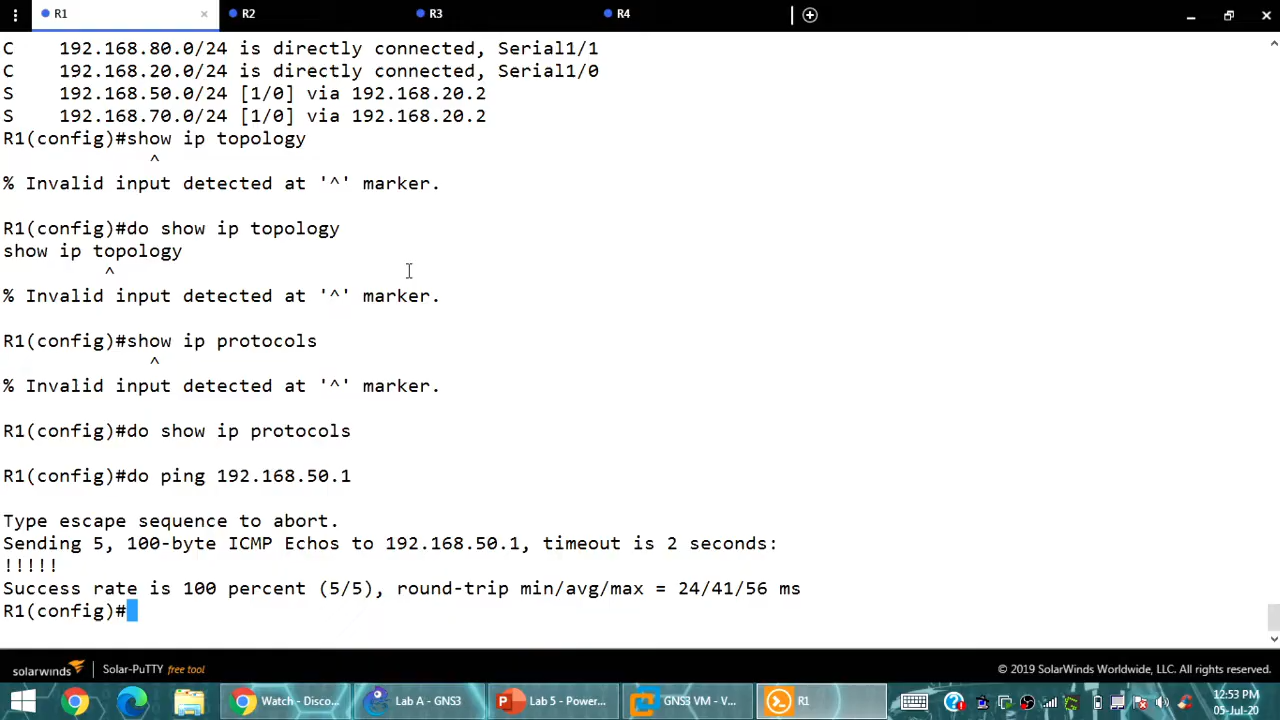 R1
R2
R3
R4
C    192.168.80.0/24 is directly connected, Serial1/1
C    192.168.20.0/24 is directly connected, Serial1/0
S    192.168.50.0/24 [1/0] via 192.168.20.2
S    192.168.70.0/24 [1/0] via 192.168.20.2
R1(config)#show ip topology
^
% Invalid input detected at '^' marker.
R1(config)#do show ip topology
show ip topology
^
% Invalid input detected at '^' marker.
R1(config)#show ip protocols
^
% Invalid input detected at '^' marker.
R1(config)#do show ip protocols
R1(config)#do ping 192.168.50.1
Type escape sequence to abort.
Sending 5, 100-byte ICMP Echos to 192.168.50.1, timeout is 2 seconds:
!!!!!
Success rate is 100 percent (5/5), round-trip min/avg/max = 24/41/56 ms
R1(config)#
solarwinds | Solar-PuTTY free tool
© 2019 SolarWinds Worldwide, LLC. All rights reserved.
Watch - Disco...
Lab A - GNS3
Lab 5 - Power...
GNS3 VM - V...
R1
12:53 PM
05-Jul-20